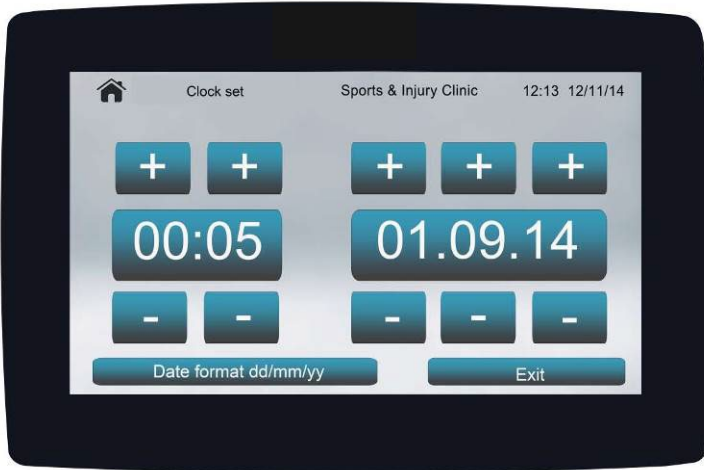 Clock set Sports & Injury Clinic 12:13 12/11/14
+ + + + +
00:05 01.09.14
- - - - -
Date format dd/mm/yy Exit